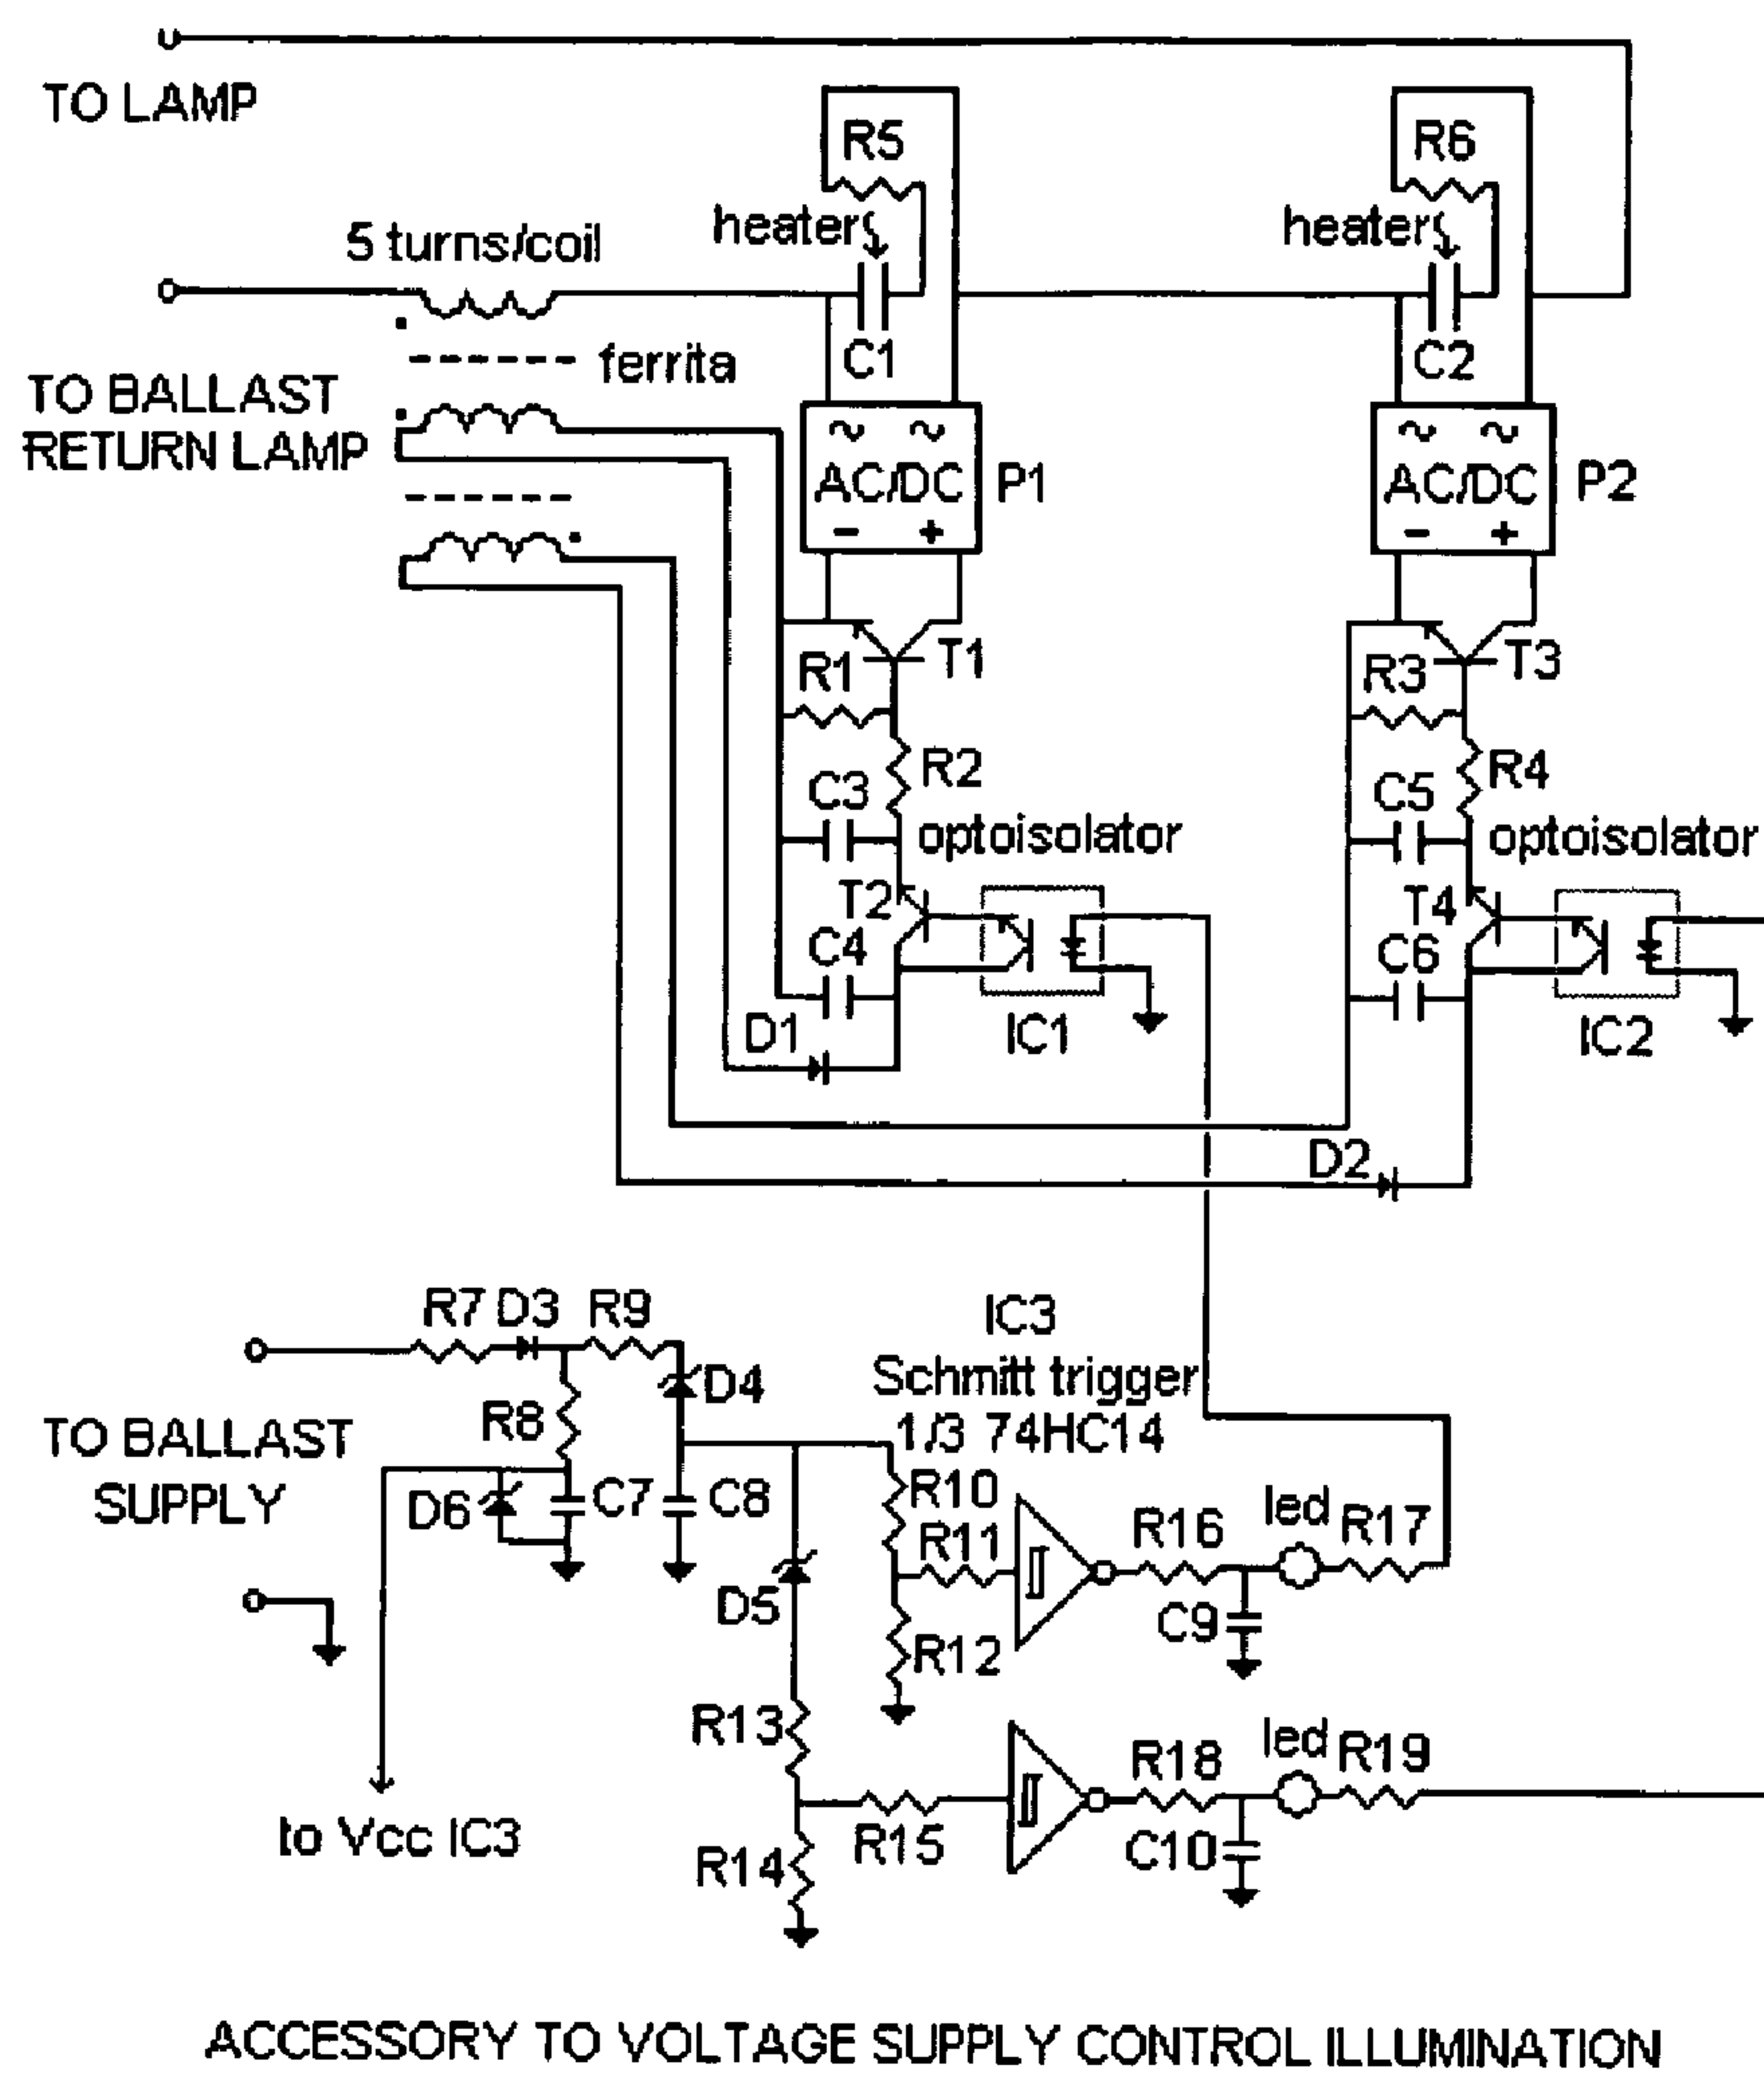 TO LAMP
R5
R6
heater
heater
5 turns/coil
C1
C2
ferrita
TO BALLAST
RETURN LAMP
~ ~
AC/DC
- +
P1
~ ~
AC/DC
- +
P2
T1
T3
R1
R3
R2
R4
C3
C5
optoisolator
optoisolator
T2
T4
C4
C6
D1
IC1
IC2
D2
R7 D3 R9
IC3
Schmitt trigger
1/3 74HC14
D4
R8
TO BALLAST
SUPPLY
D6
C7
C8
R10
R11
R16
led
R17
D5
C9
R12
R13
R18
led
R19
to Vcc IC3
R15
R14
C10
ACCESSORY TO VOLTAGE SUPPLY CONTROL ILLUMINATION